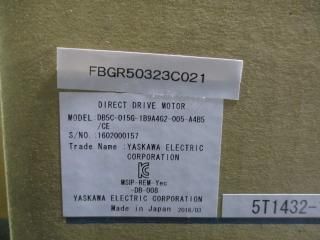 FBGR50323C021
DIRECT DRIVE MOTOR
MODEL:DB5C-015G-1B9A4G2-005-A4B5
/CE
S/NO. :1602000157
Trade Name :YASKAWA ELECTRIC
CORPORATION
MSIP-REM-Yec
-DB-008
YASKAWA ELECTRIC CORPORATION
Made in Japan 2016/03
5T1432-